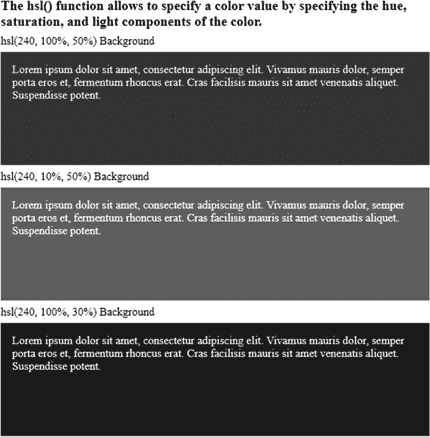 The hsl() function allows to specify a color value by specifying the hue,
saturation, and light components of the color.
hsl(240, 100%, 50%) Background
Lorem ipsum dolor sit amet, consectetur adipiscing elit. Vivamus mauris dolor, semper
porta eros et, fermentum rhoncus erat. Cras facilisis mauris sit amet venenatis aliquet.
Suspendisse potent.
hsl(240, 10%, 50%) Background
Lorem ipsum dolor sit amet, consectetur adipiscing elit. Vivamus mauris dolor, semper
porta eros et, fermentum rhoncus erat. Cras facilisis mauris sit amet venenatis aliquet.
Suspendisse potent.
hsl(240, 100%, 30%) Background
Lorem ipsum dolor sit amet, consectetur adipiscing elit. Vivamus mauris dolor, semper
porta eros et, fermentum rhoncus erat. Cras facilisis mauris sit amet venenatis aliquet.
Suspendisse potent.